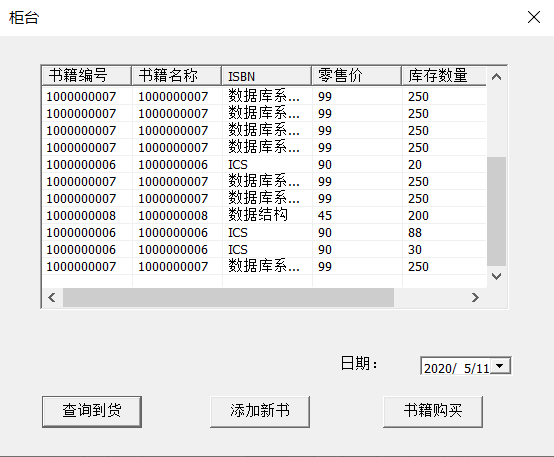 柜台
书籍编号 书籍名称 ISBN 零售价 库存数量
1000000007 1000000007 数据库系... 99 250
1000000007 1000000007 数据库系... 99 250
1000000007 1000000007 数据库系... 99 250
1000000007 1000000007 数据库系... 99 250
1000000006 1000000006 ICS 90 20
1000000007 1000000007 数据库系... 99 250
1000000007 1000000007 数据库系... 99 250
1000000008 1000000008 数据结构 45 200
1000000006 1000000006 ICS 90 88
1000000006 1000000006 ICS 90 30
1000000007 1000000007 数据库系... 99 250
日期： 2020/ 5/11
查询到货 添加新书 书籍购买